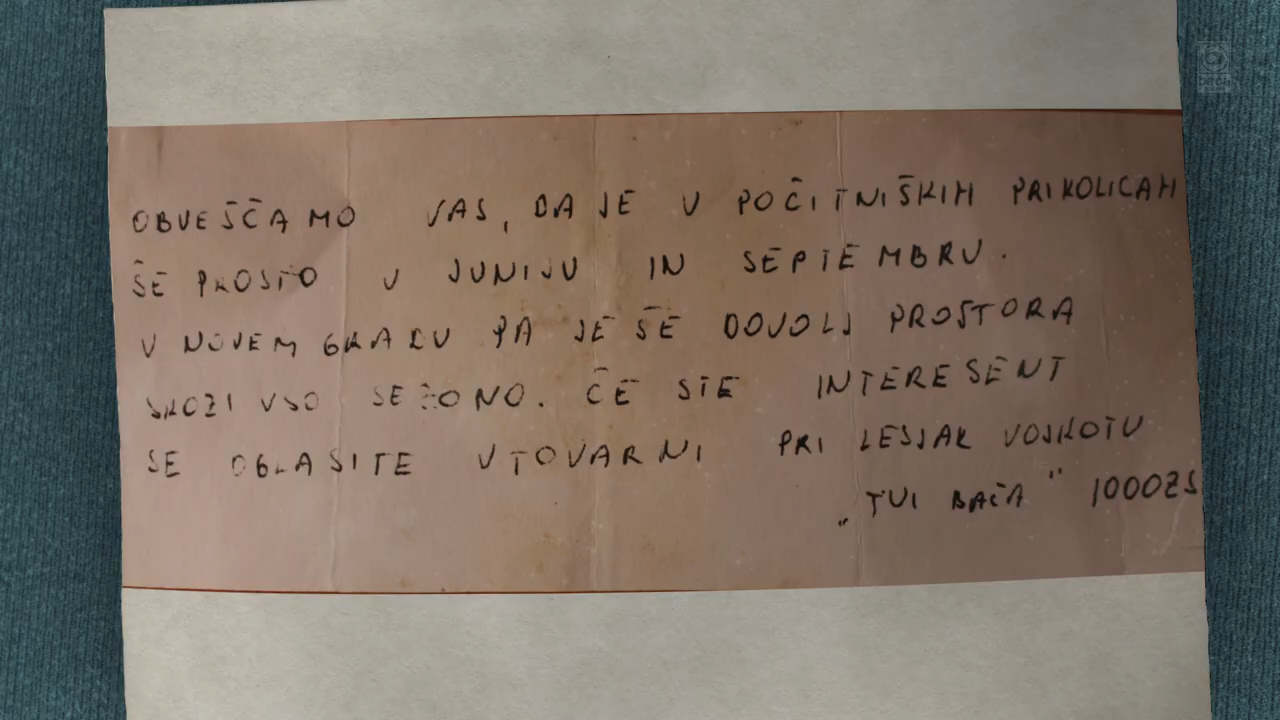 OBVEŠČAMO VAS, DA JE V POČITNIŠKIH PRIKOLICAH
ŠE PROSTO V JUNIJU IN SEPTEMBRU.
V NOVEM GRADU PA JE ŠE DOVOLJ PROSTORA
SKOZI VSO SEZONO. ČE STE INTERESENT
SE OGLASITE V TOVARNI PRI LESJAK VOJKOTU
„TVI BAČA" 1000ZS